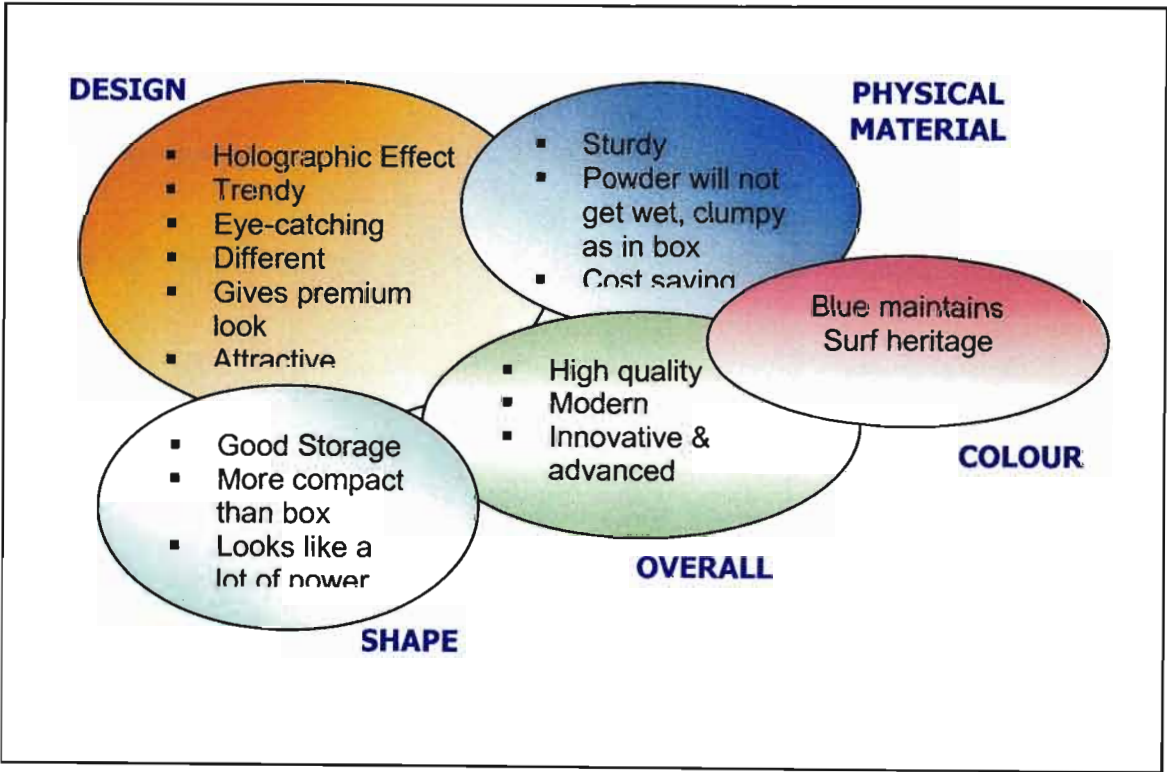 DESIGN
▪ Holographic Effect
▪ Trendy
▪ Eye-catching
▪ Different
▪ Gives premium
look
▪ Attractive
PHYSICAL
MATERIAL
▪ Sturdy
▪ Powder will not
get wet, clumpy
as in box
▪ Cost saving
Blue maintains
Surf heritage
COLOUR
▪ High quality
▪ Modern
▪ Innovative &
advanced
OVERALL
▪ Good Storage
▪ More compact
than box
▪ Looks like a
lot of power
SHAPE